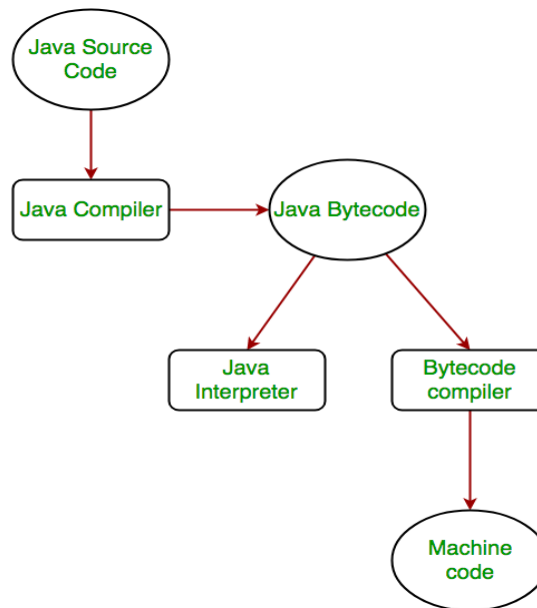 Java Source
Code
Java Compiler
Java Bytecode
Java
Interpreter
Bytecode
compiler
Machine
code